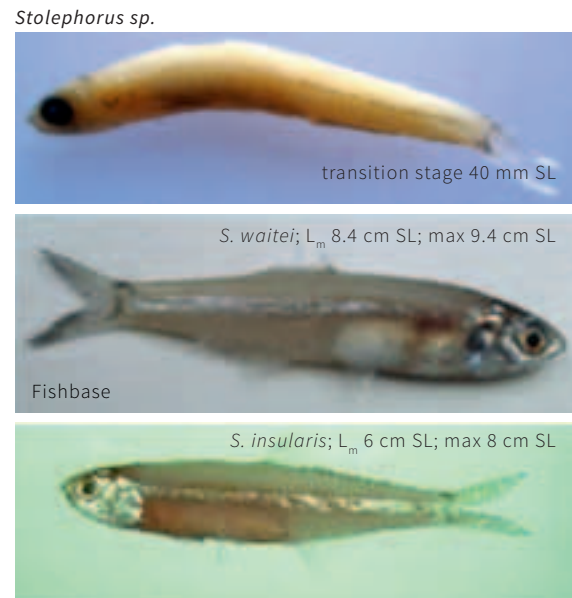 Stolephorus sp.
transition stage 40 mm SL
S. waitei; Lm 8.4 cm SL; max 9.4 cm SL
Fishbase
S. insularis; Lm 6 cm SL; max 8 cm SL